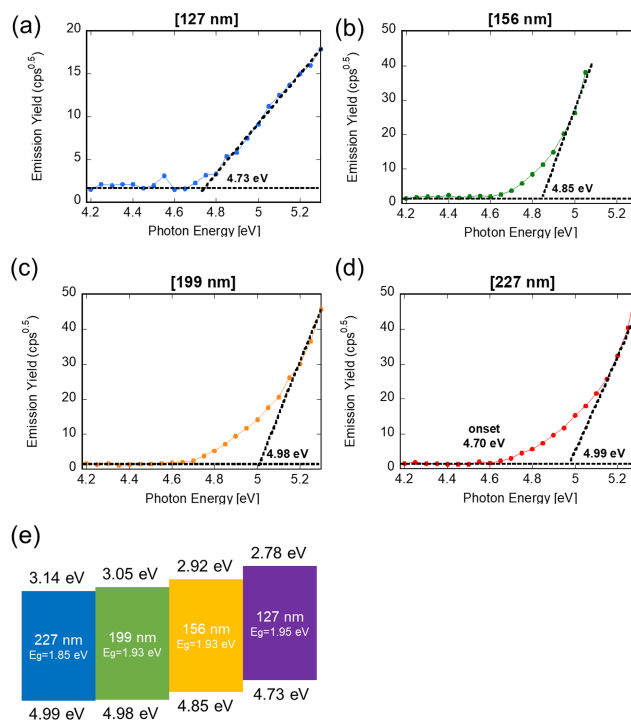 (a)
[127 nm]
Emission Yield (cps0.5)
20
15
10
5
0
4.73 eV
4.2 4.4 4.6 4.8 5 5.2
Photon Energy [eV]
(b)
[156 nm]
Emission Yield (cps0.5)
50
40
30
20
10
0
4.85 eV
4.2 4.4 4.6 4.8 5 5.2
Photon Energy [eV]
(c)
[199 nm]
Emission Yield (cps0.5)
50
40
30
20
10
0
4.98 eV
4.2 4.4 4.6 4.8 5 5.2
Photon Energy [eV]
(d)
[227 nm]
Emission Yield (cps0.5)
50
40
30
20
10
0
onset
4.70 eV
4.99 eV
4.2 4.4 4.6 4.8 5 5.2
Photon Energy [eV]
(e)
3.14 eV 3.05 eV 2.92 eV 2.78 eV
227 nm 199 nm 156 nm 127 nm
Eg=1.85 eV Eg=1.93 eV Eg=1.93 eV Eg=1.95 eV
4.99 eV 4.98 eV 4.85 eV 4.73 eV